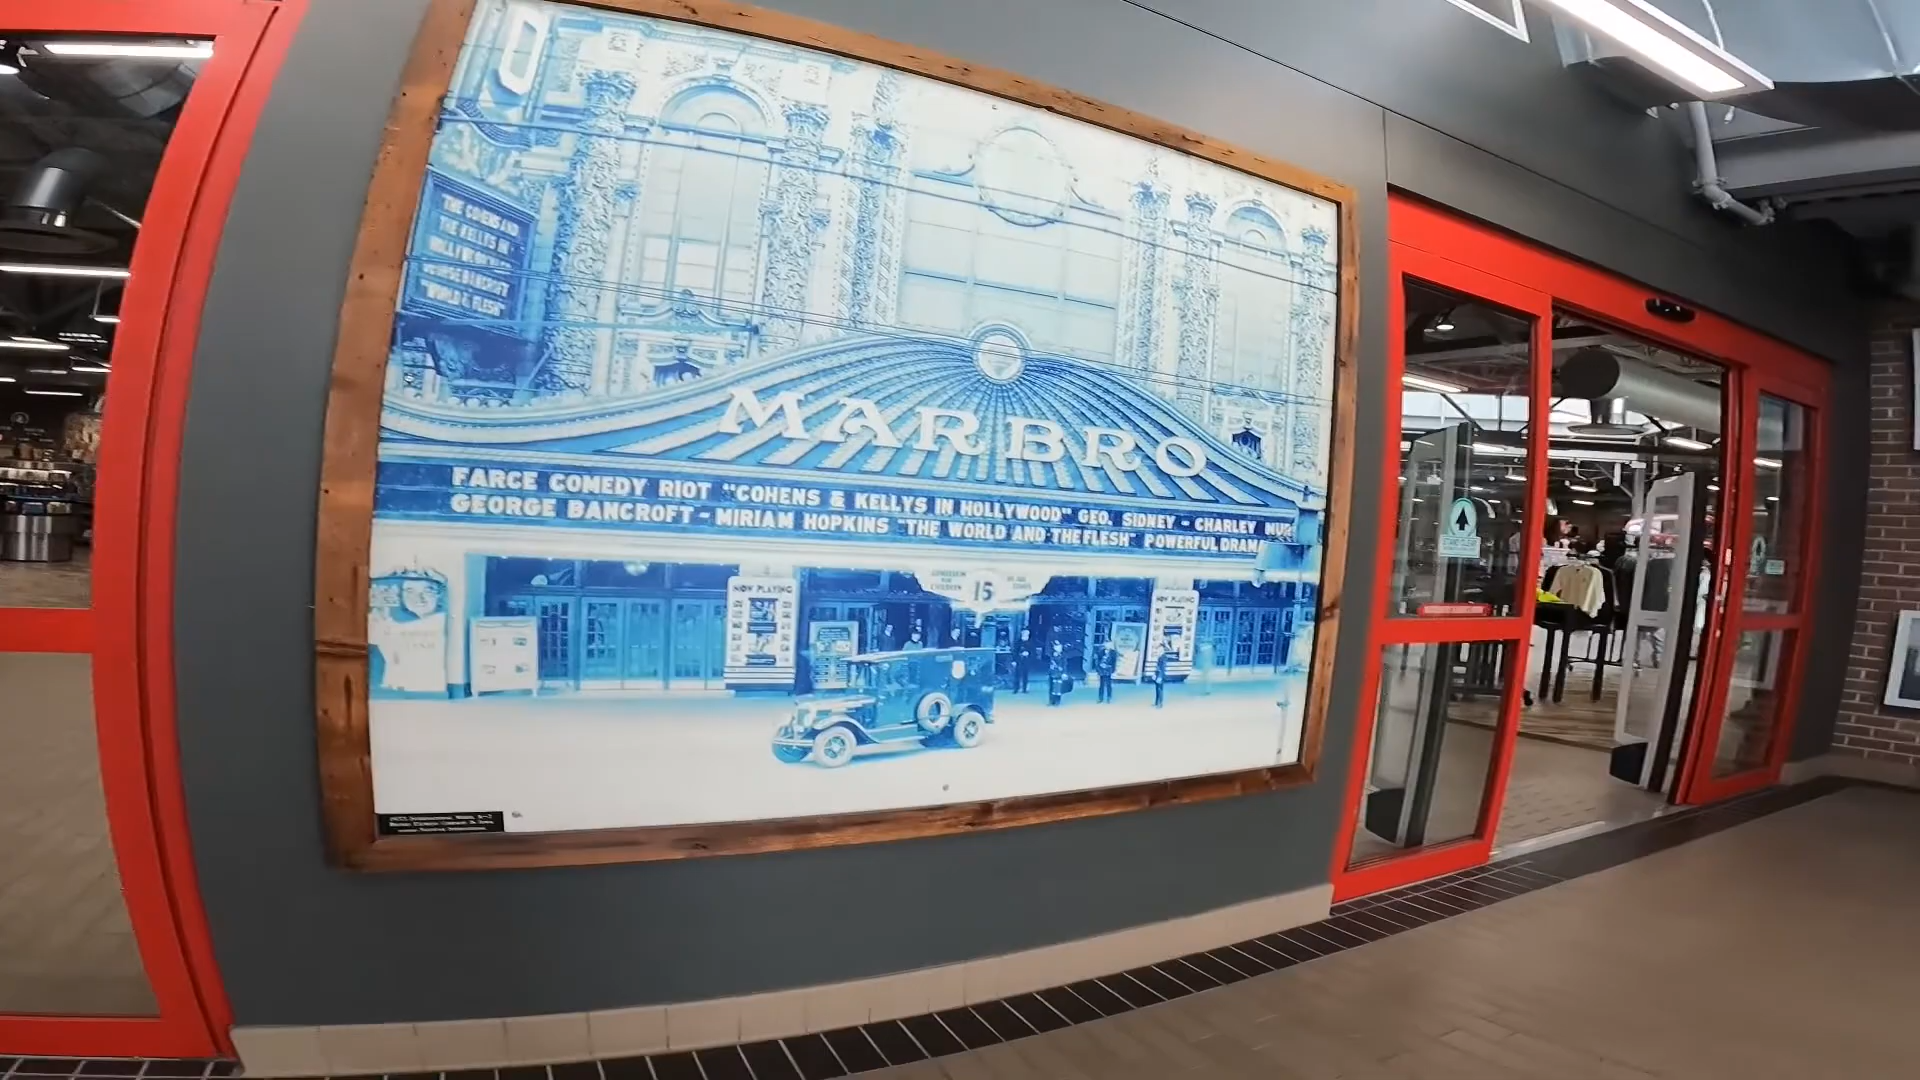 THE COHENS AND
THE KELLYS IN
HOLLYWOOD
GEORGE BANCROFT
"WORLD & FLESH"
MARBRO
FARCE COMEDY RIOT "COHENS & KELLYS IN HOLLYWOOD" GEO. SIDNEY - CHARLEY MUR
GEORGE BANCROFT - MIRIAM HOPKINS "THE WORLD AND THE FLESH" POWERFUL DRAMA
15
NOW PLAYING
NOW PLAYING